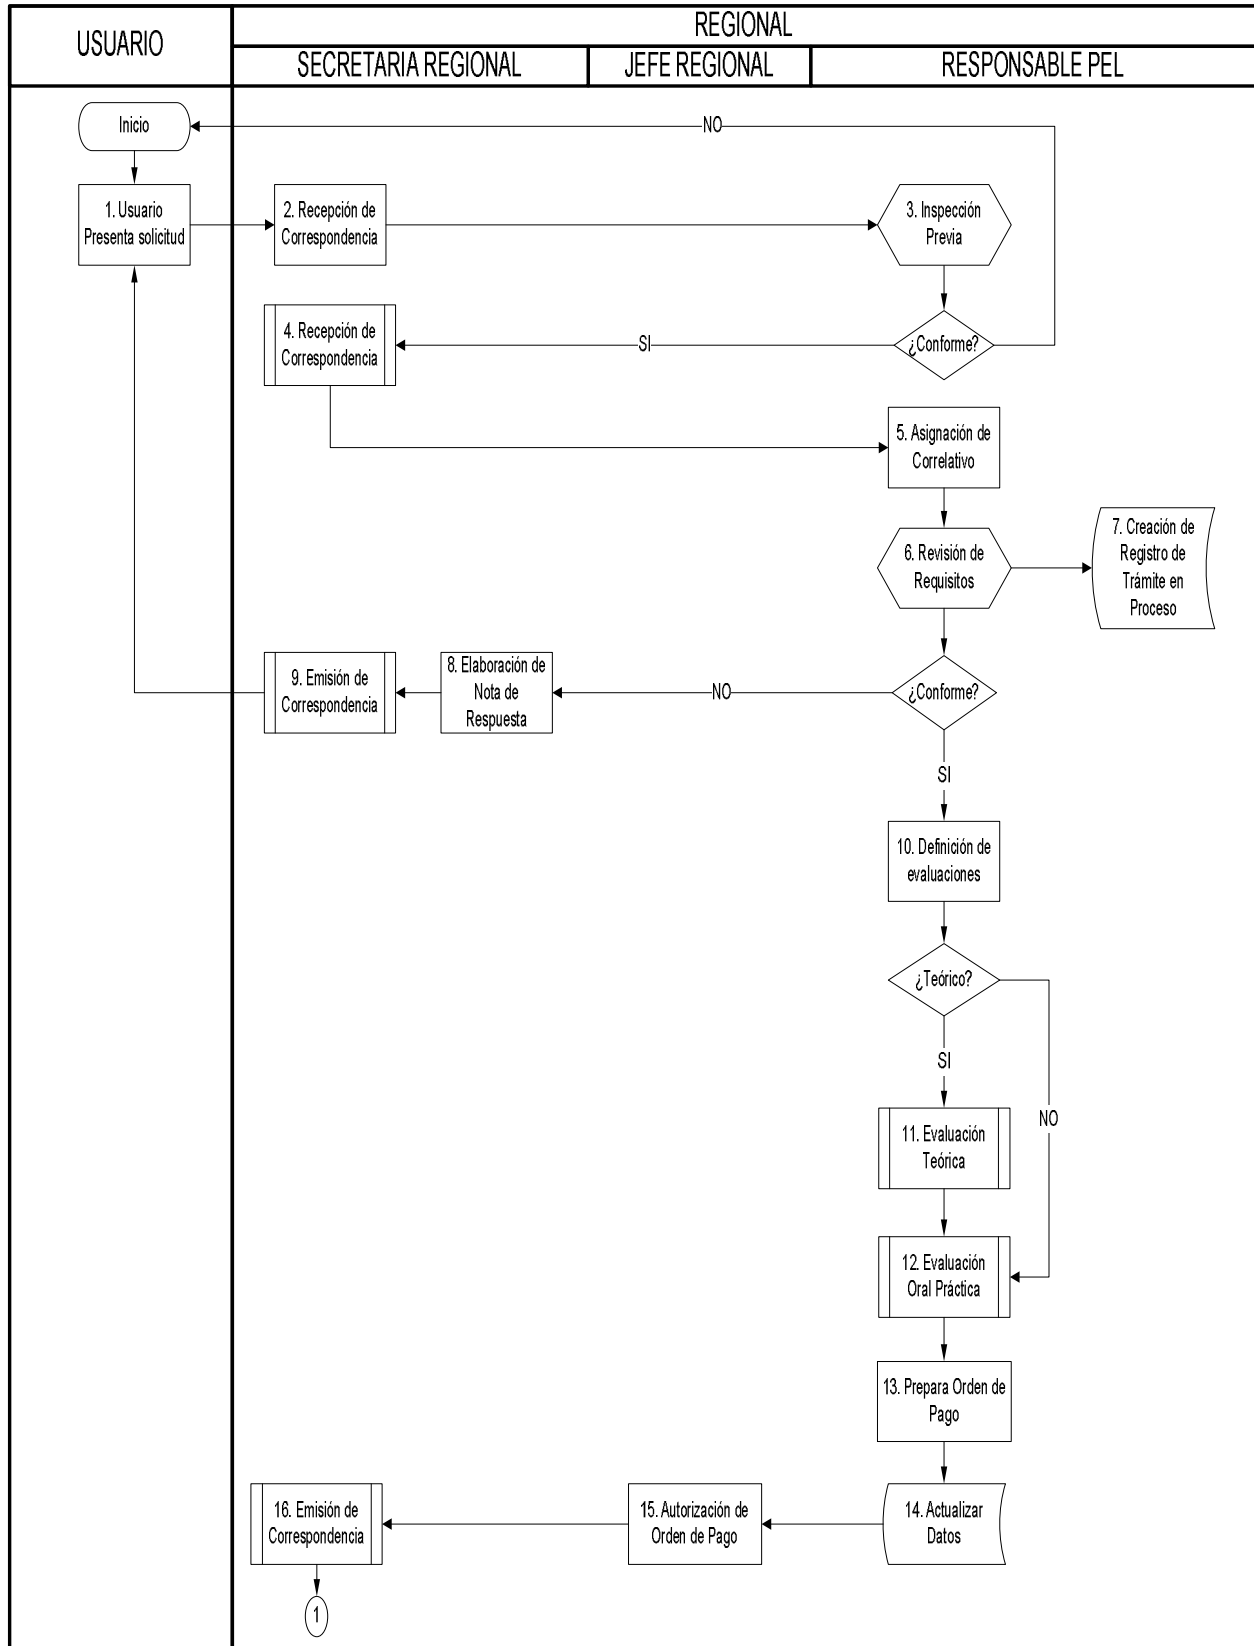 USUARIO
REGIONAL
SECRETARIA REGIONAL
JEFE REGIONAL
RESPONSABLE PEL
Inicio
NO
1. Usuario
Presenta solicitud
2. Recepción de
Correspondencia
3. Inspección
Previa
4. Recepción de
Correspondencia
SI
¿Conforme?
5. Asignación de
Correlativo
6. Revisión de
Requisitos
7. Creación de
Registro de
Trámite en
Proceso
9. Emisión de
Correspondencia
8. Elaboración de
Nota de
Respuesta
NO
¿Conforme?
SI
10. Definición de
evaluaciones
¿Teórico?
SI
NO
11. Evaluación
Teórica
12. Evaluación
Oral Práctica
13. Prepara Orden de
Pago
16. Emisión de
Correspondencia
15. Autorización de
Orden de Pago
14. Actualizar
Datos
1